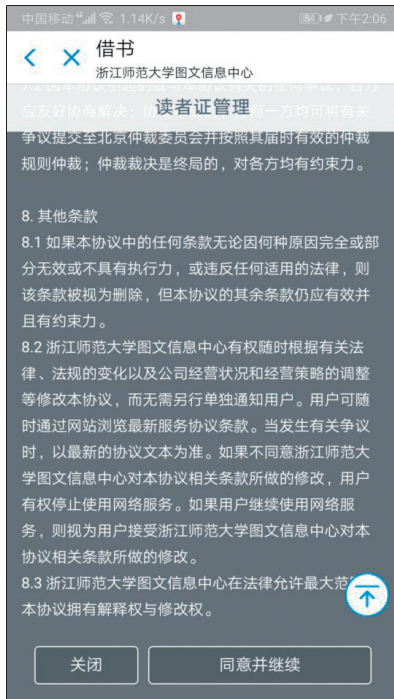 中国移动 4G 1.14K/s 下午2:06
借书
浙江师范大学图文信息中心
读者证管理
争议提交至北京仲裁委员会并按照其届时有效的仲裁
规则仲裁；仲裁裁决是终局的，对各方均有约束力。
8. 其他条款
8.1 如果本协议中的任何条款无论因何种原因完全或部
分无效或不具有执行力，或违反任何适用的法律，则
该条款被视为删除，但本协议的其余条款仍应有效并
且有约束力。
8.2 浙江师范大学图文信息中心有权随时根据有关法
律、法规的变化以及公司经营状况和经营策略的调整
等修改本协议，而无需另行单独通知用户。用户可随
时通过网站浏览最新服务协议条款。当发生有关争议
时，以最新的协议文本为准。如果不同意浙江师范大
学图文信息中心对本协议相关条款所做的修改，用户
有权停止使用网络服务。如果用户继续使用网络服
务，则视为用户接受浙江师范大学图文信息中心对本
协议相关条款所做的修改。
8.3 浙江师范大学图文信息中心在法律允许最大范
本协议拥有解释权与修改权。
关闭
同意并继续